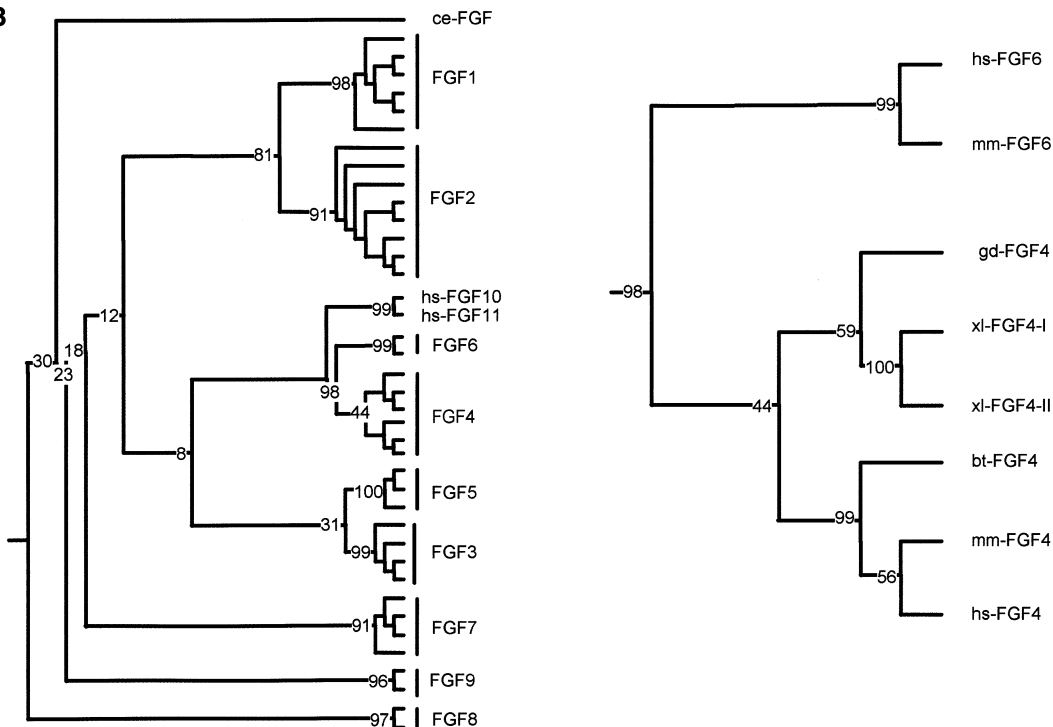 B
ce-FGF
FGF1
98
81
FGF2
91
hs-FGF10
hs-FGF11
99
12
FGF6
99
18
30
23
98
44
FGF4
8
FGF5
100
31
FGF3
99
FGF7
91
FGF9
96
FGF8
97
hs-FGF6
99
mm-FGF6
gd-FGF4
98
xl-FGF4-I
59
100
xl-FGF4-II
44
bt-FGF4
99
mm-FGF4
56
hs-FGF4